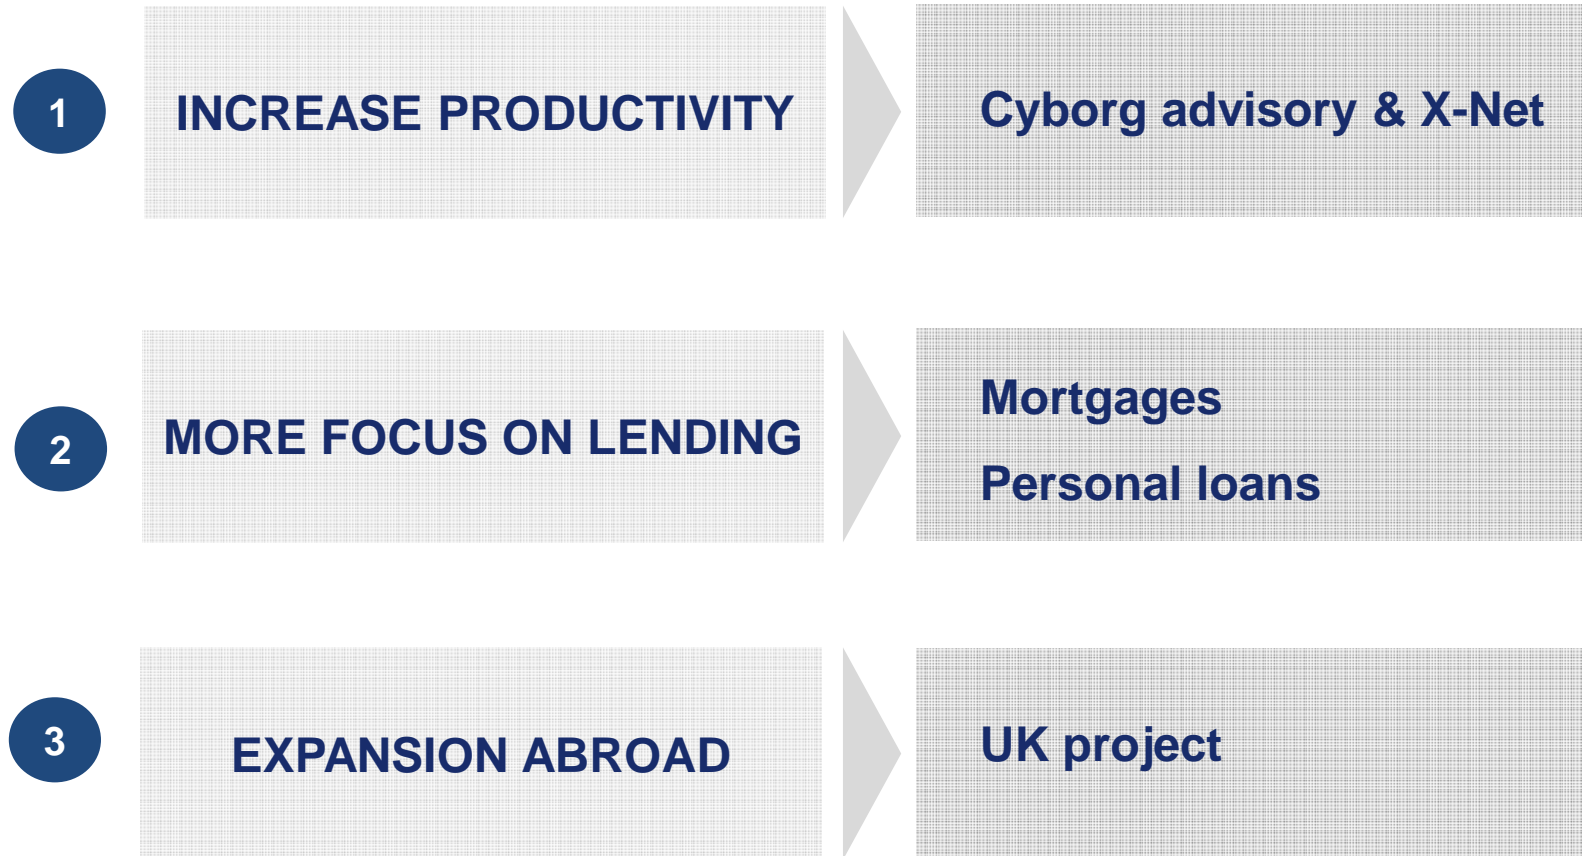 1
INCREASE PRODUCTIVITY
Cyborg advisory & X-Net
2
MORE FOCUS ON LENDING
Mortgages
Personal loans
3
EXPANSION ABROAD
UK project